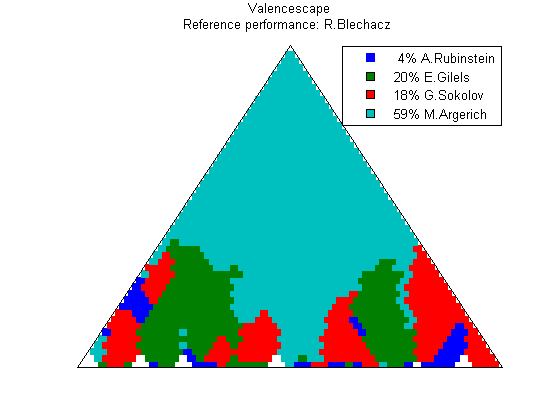 Valencescape
Reference performance: R.Blechacz
4% A.Rubinstein
20% E.Gilels
18% G.Sokolov
59% M.Argerich